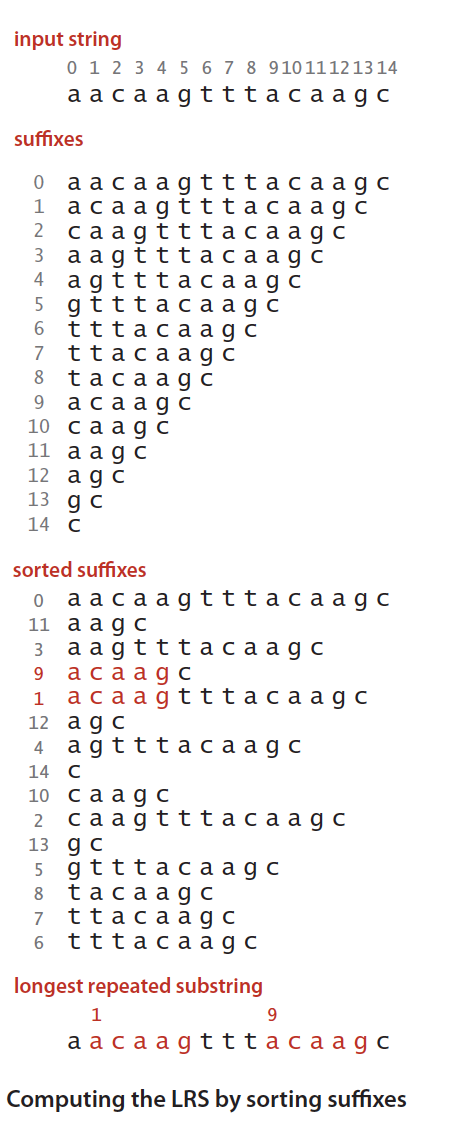 input string
0 1 2 3 4 5 6 7 8 9 10 11 12 13 14
a a c a a g t t t a c a a g c
suffixes
0 a a c a a g t t t a c a a g c
1 a c a a g t t t a c a a g c
2 c a a g t t t a c a a g c
3 a a g t t t a c a a g c
4 a g t t t a c a a g c
5 g t t t a c a a g c
6 t t t a c a a g c
7 t t a c a a g c
8 t a c a a g c
9 a c a a g c
10 c a a g c
11 a a g c
12 a g c
13 g c
14 c
sorted suffixes
0 a a c a a g t t t a c a a g c
11 a a g c
3 a a g t t t a c a a g c
9 a c a a g c
1 a c a a g t t t a c a a g c
12 a g c
4 a g t t t a c a a g c
14 c
10 c a a g c
2 c a a g t t t a c a a g c
13 g c
5 g t t t a c a a g c
8 t a c a a g c
7 t t a c a a g c
6 t t t a c a a g c
longest repeated substring
1 9
a a c a a g t t t a c a a g c
Computing the LRS by sorting suffixes